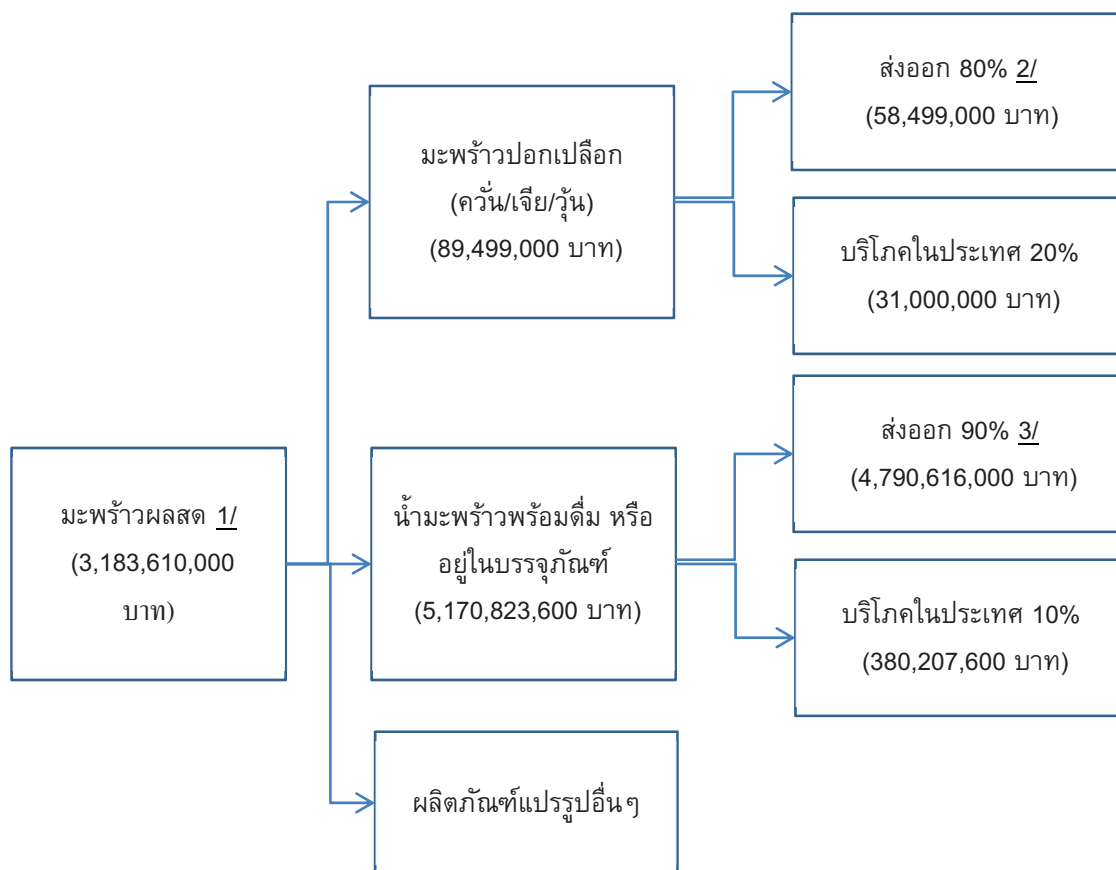 ส่งออก 80% 2/
(58,499,000 บาท)
มะพร้าวปอกเปลือก
(ควั่น/เจีย/วุ้น)
(89,499,000 บาท)
บริโภคในประเทศ 20%
(31,000,000 บาท)
ส่งออก 90% 3/
(4,790,616,000 บาท)
มะพร้าวผลสด 1/
(3,183,610,000
บาท)
น้ำมะพร้าวพร้อมดื่ม หรือ
อยู่ในบรรจุภัณฑ์
(5,170,823,600 บาท)
บริโภคในประเทศ 10%
(380,207,600 บาท)
ผลิตภัณฑ์แปรรูปอื่นๆ